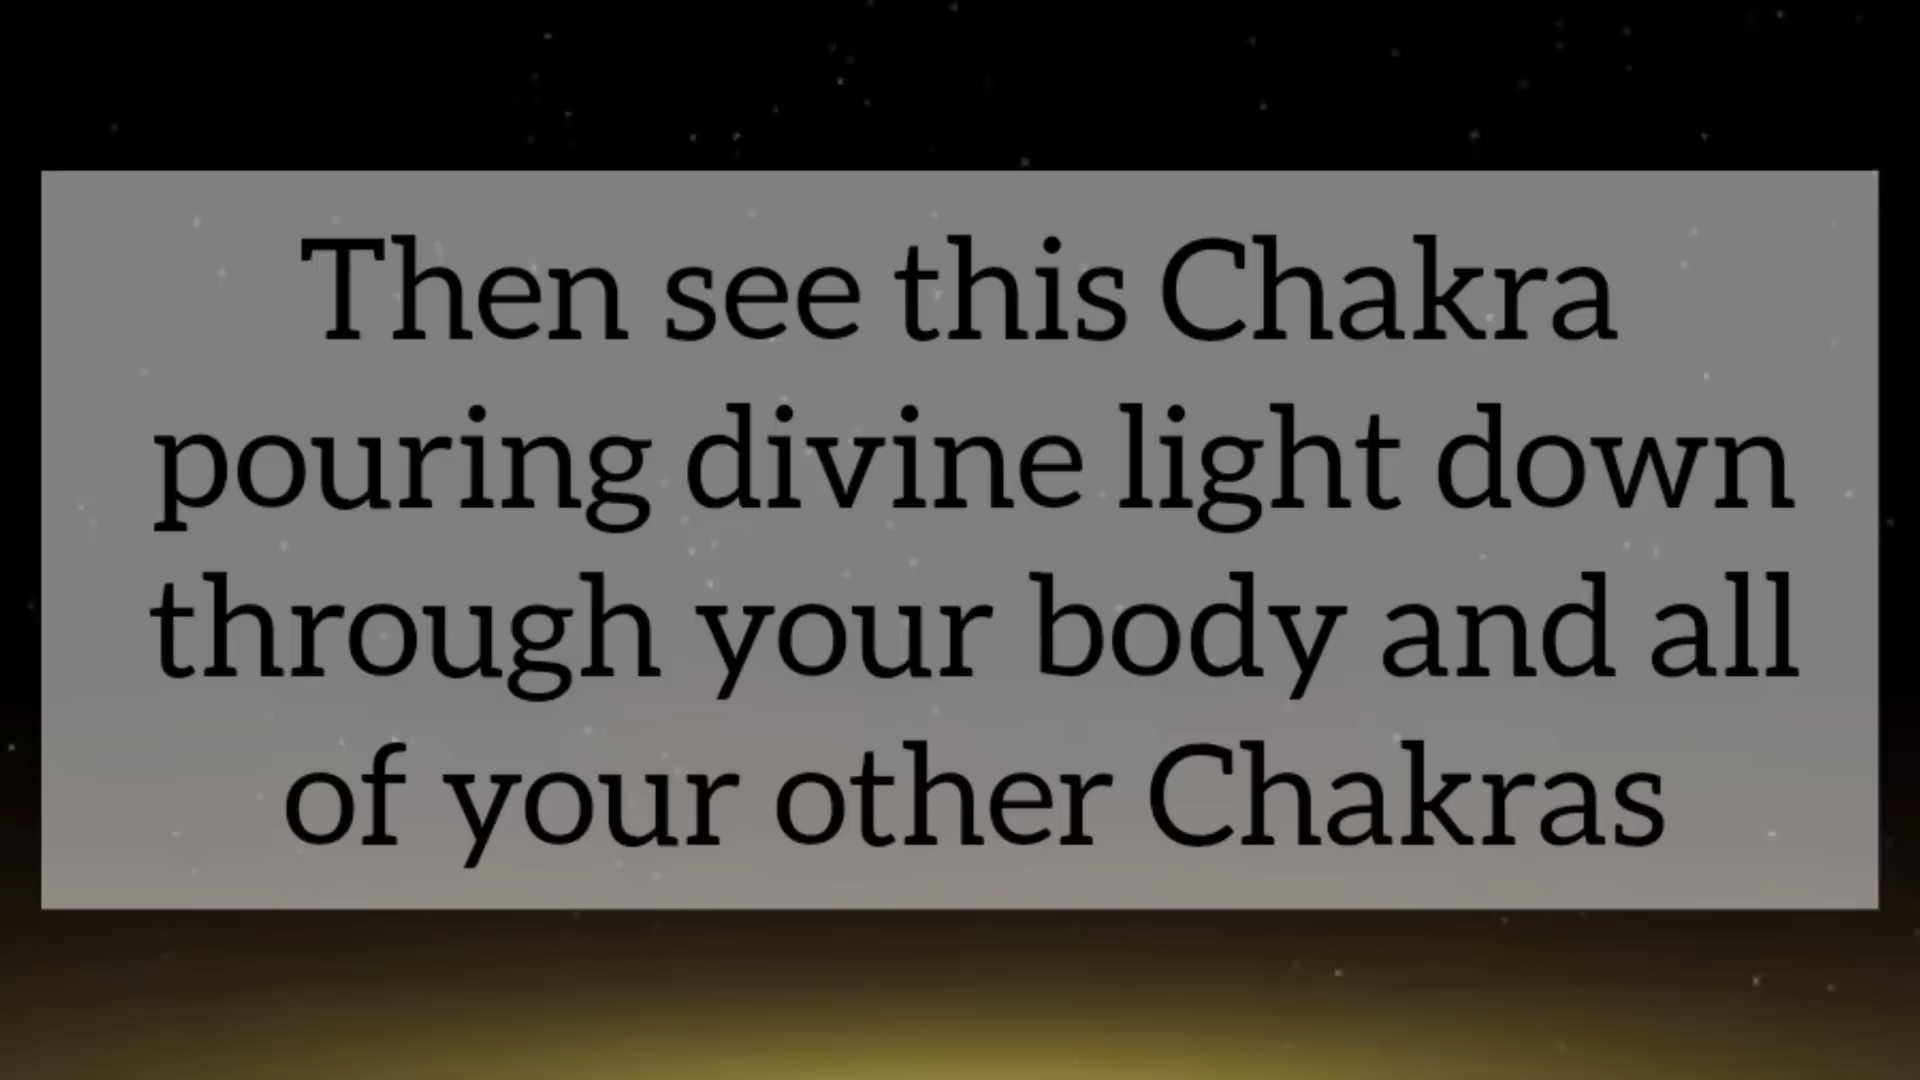 Then see this Chakra
pouring divine light down
through your body and all
of your other Chakras